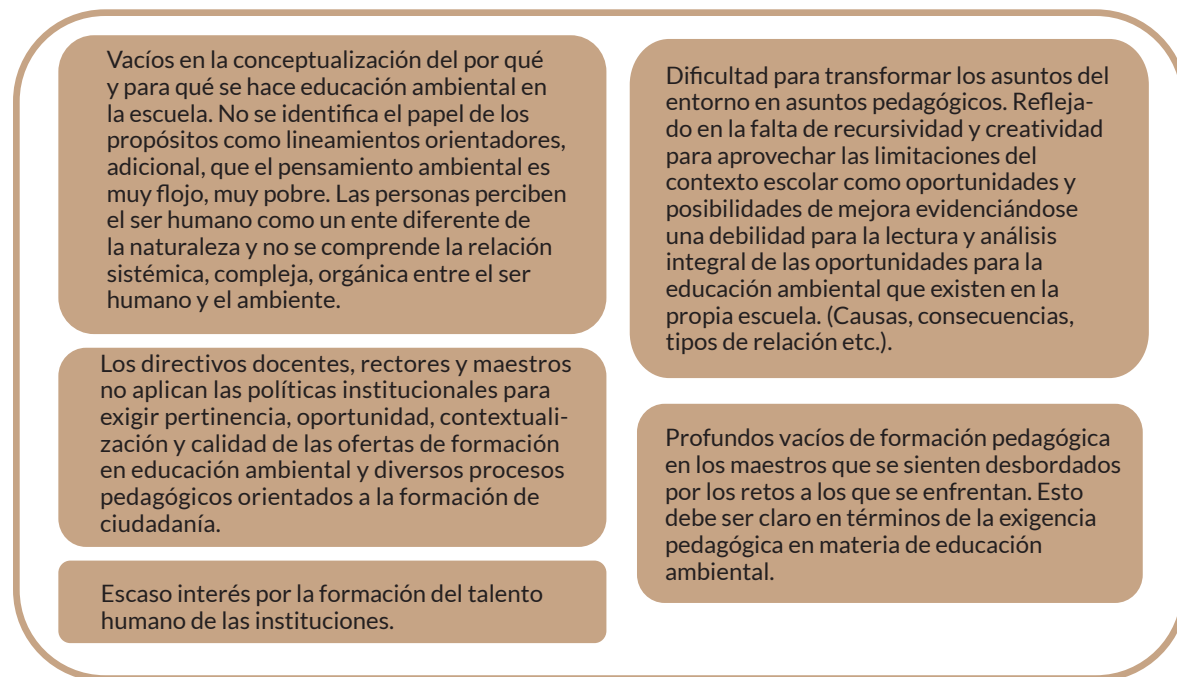 Vacíos en la conceptualización del por qué
y para qué se hace educación ambiental en
la escuela. No se identifica el papel de los
propósitos como lineamientos orientadores,
adicional, que el pensamiento ambiental es
muy flojo, muy pobre. Las personas perciben
el ser humano como un ente diferente de
la naturaleza y no se comprende la relación
sistémica, compleja, orgánica entre el ser
humano y el ambiente.
Los directivos docentes, rectores y maestros
no aplican las políticas institucionales para
exigir pertinencia, oportunidad, contextuali-
zación y calidad de las ofertas de formación
en educación ambiental y diversos procesos
pedagógicos orientados a la formación de
ciudadanía.
Escaso interés por la formación del talento
humano de las instituciones.
Dificultad para transformar los asuntos del
entorno en asuntos pedagógicos. Refleja-
do en la falta de recursividad y creatividad
para aprovechar las limitaciones del
contexto escolar como oportunidades y
posibilidades de mejora evidenciándose
una debilidad para la lectura y análisis
integral de las oportunidades para la
educación ambiental que existen en la
propia escuela. (Causas, consecuencias,
tipos de relación etc.).
Profundos vacíos de formación pedagógica
en los maestros que se sienten desbordados
por los retos a los que se enfrentan. Esto
debe ser claro en términos de la exigencia
pedagógica en materia de educación
ambiental.